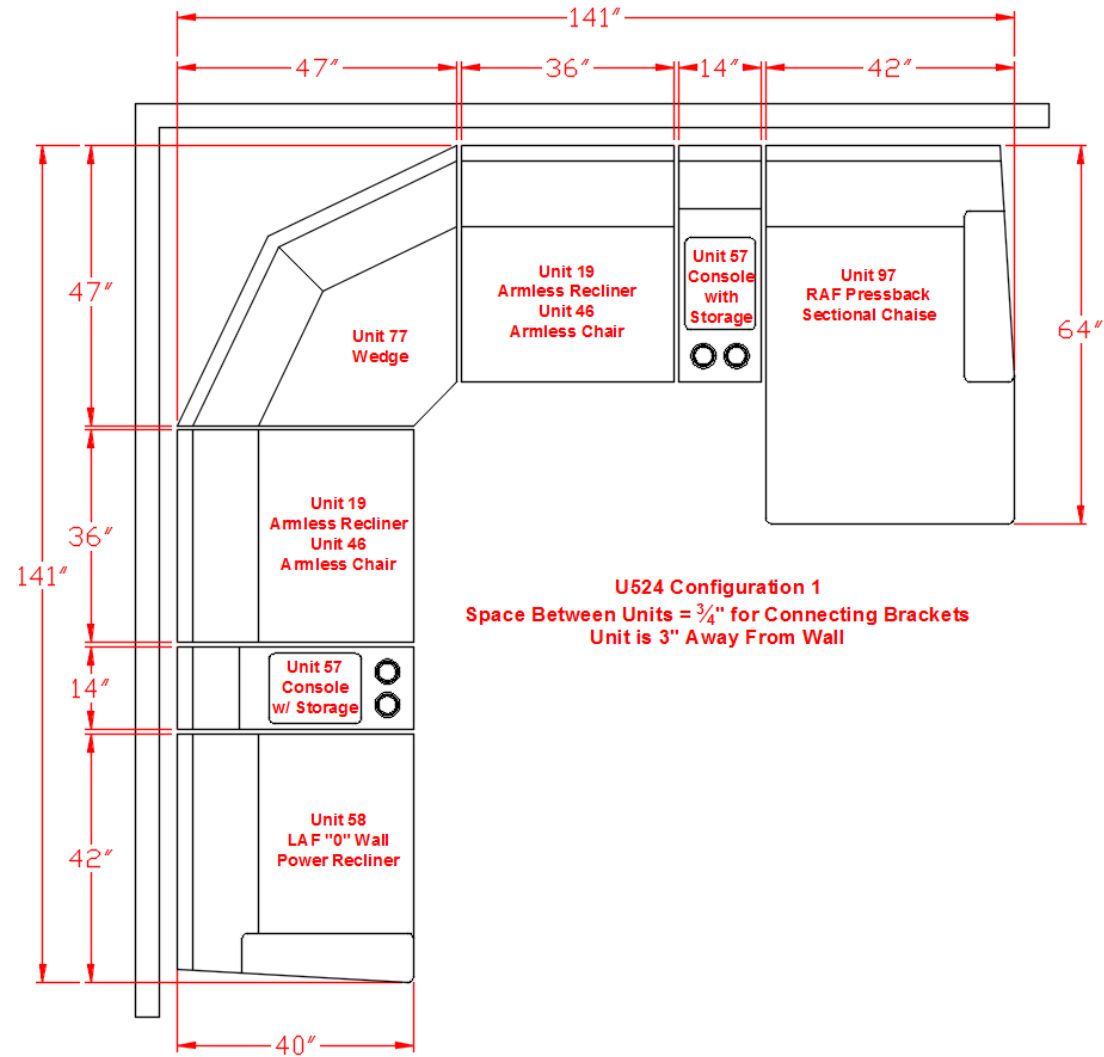 141"
47"
36"
14"
42"
47"
36"
141"
14"
42"
64"
40"
Unit 77
Wedge
Unit 19
Armless Recliner
Unit 46
Armless Chair
Unit 57
Console
with
Storage
Unit 97
RAF Pressback
Sectional Chaise
Unit 19
Armless Recliner
Unit 46
Armless Chair
Unit 57
Console
w/ Storage
Unit 58
LAF "0" Wall
Power Recliner
U524 Configuration 1
Space Between Units = ¾" for Connecting Brackets
Unit is 3" Away From Wall